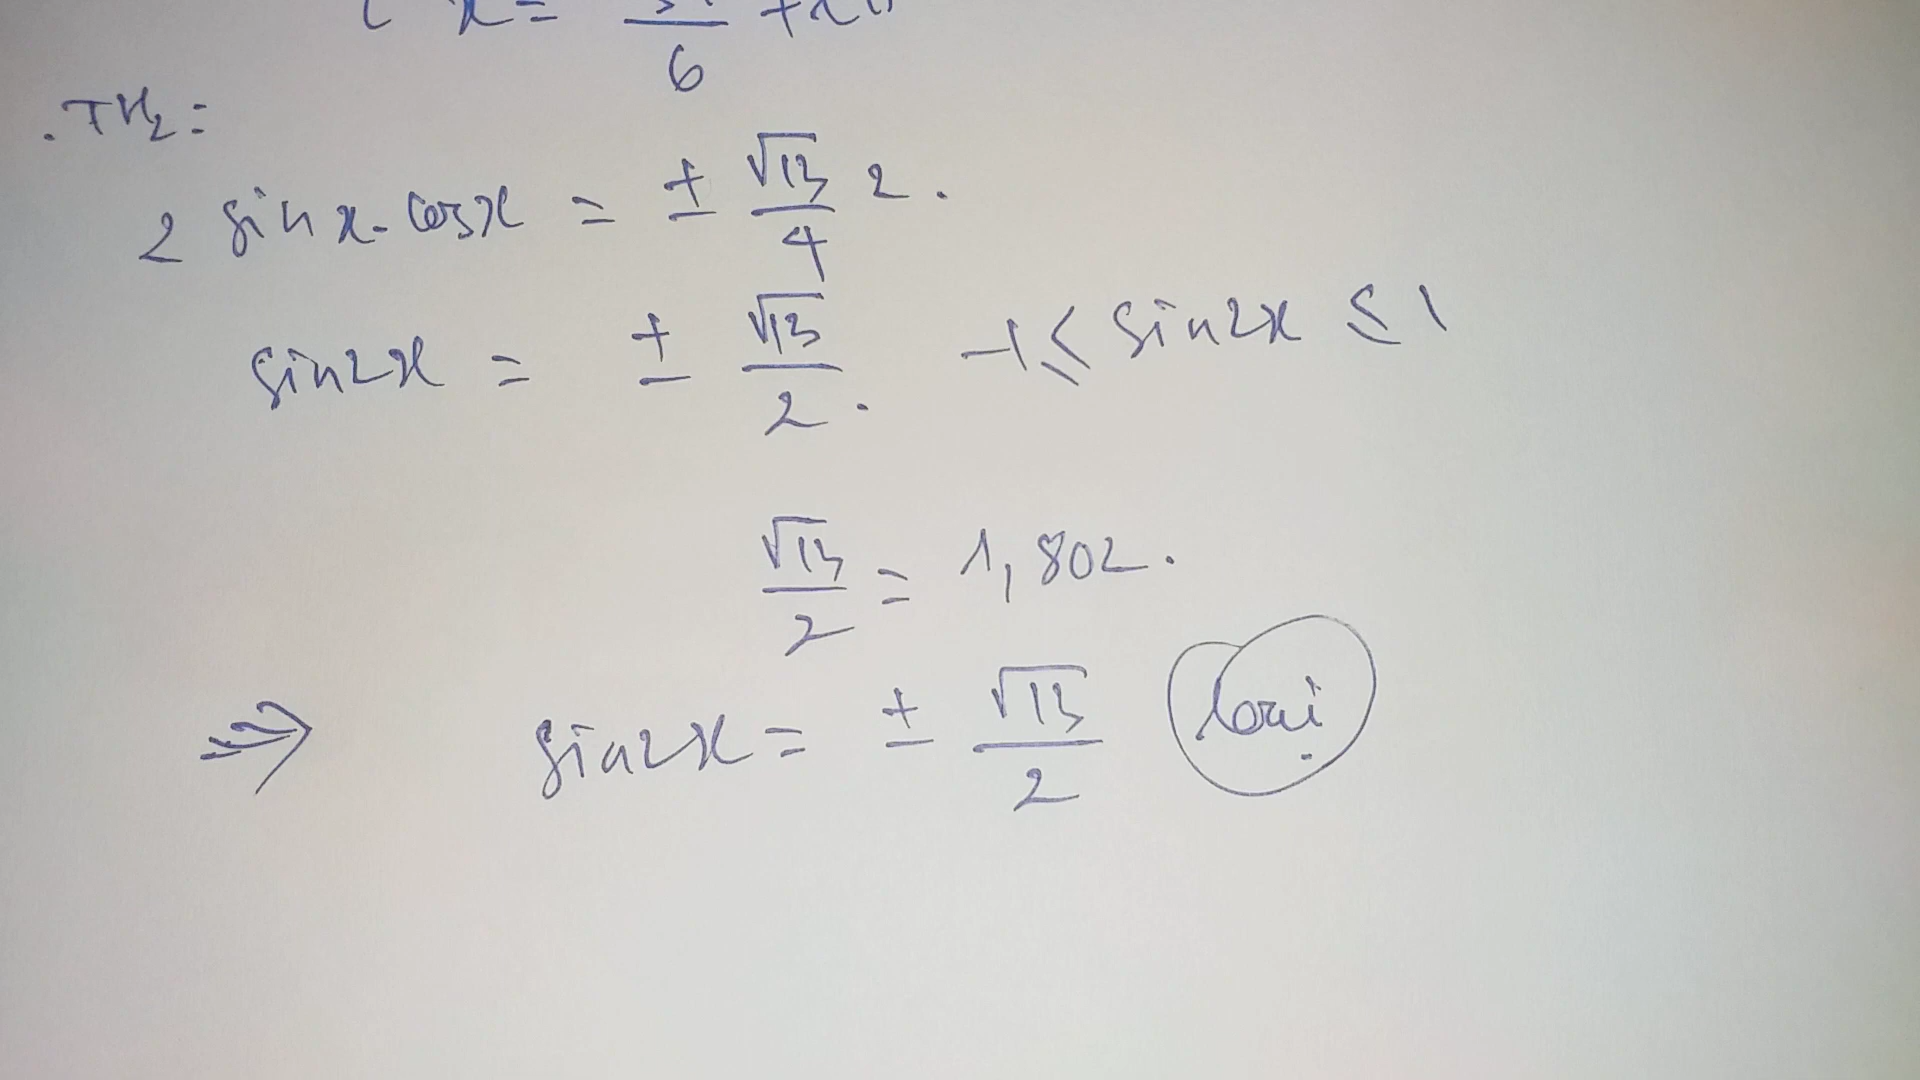 x = 6
. TH2 :
2 sin x . cos x = ± √13/4 2 .
sin2x = ± √13/2 . -1 ≤ sin2x ≤ 1
√13/2 = 1,802 .
⇒ sin2x = ± √13/2 loại